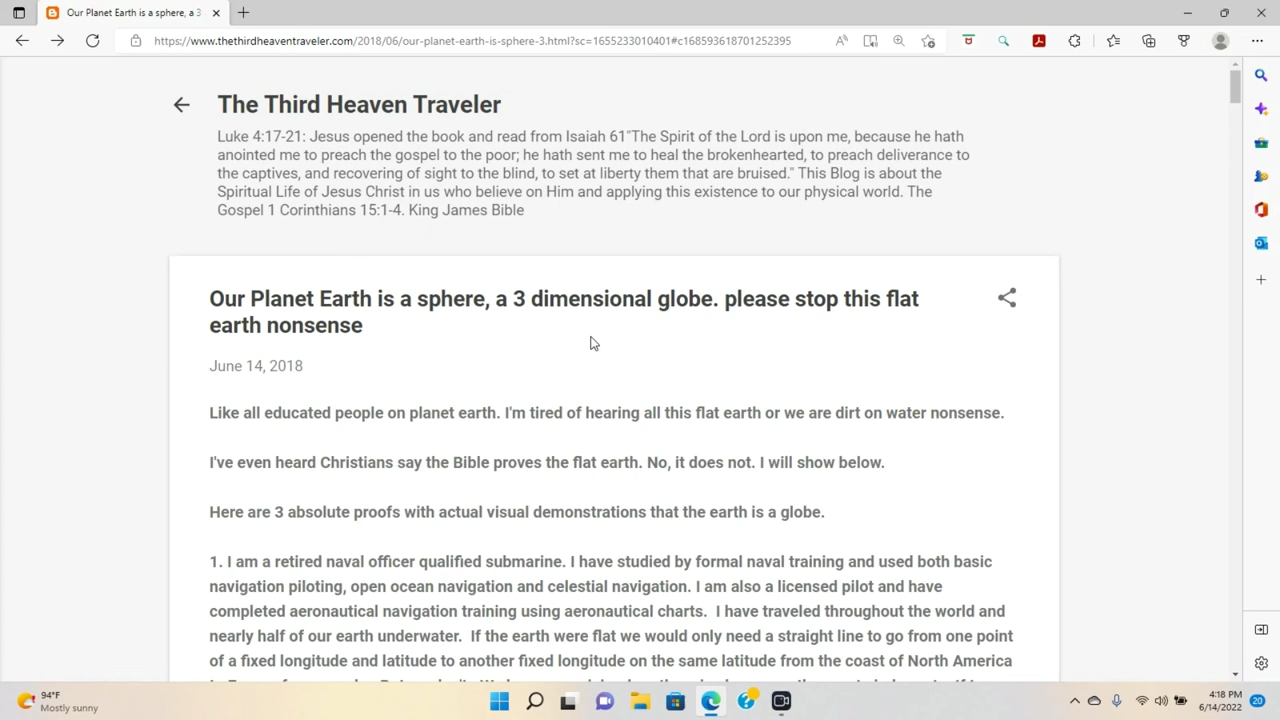 Our Planet Earth is a sphere, a 3
https://www.thethirdheaventraveler.com/2018/06/our-planet-earth-is-sphere-3.html?sc=1655233010401#c168593618701252395
The Third Heaven Traveler
Luke 4:17-21: Jesus opened the book and read from Isaiah 61"The Spirit of the Lord is upon me, because he hath
anointed me to preach the gospel to the poor; he hath sent me to heal the brokenhearted, to preach deliverance to
the captives, and recovering of sight to the blind, to set at liberty them that are bruised." This Blog is about the
Spiritual Life of Jesus Christ in us who believe on Him and applying this existence to our physical world. The
Gospel 1 Corinthians 15:1-4. King James Bible
Our Planet Earth is a sphere, a 3 dimensional globe. please stop this flat
earth nonsense
June 14, 2018
Like all educated people on planet earth. I'm tired of hearing all this flat earth or we are dirt on water nonsense.
I've even heard Christians say the Bible proves the flat earth. No, it does not. I will show below.
Here are 3 absolute proofs with actual visual demonstrations that the earth is a globe.
1. I am a retired naval officer qualified submarine. I have studied by formal naval training and used both basic
navigation piloting, open ocean navigation and celestial navigation. I am also a licensed pilot and have
completed aeronautical navigation training using aeronautical charts. I have traveled throughout the world and
nearly half of our earth underwater. If the earth were flat we would only need a straight line to go from one point
of a fixed longitude and latitude to another fixed longitude on the same latitude from the coast of North America
94°F
Mostly sunny
4:18 PM
6/14/2022
20